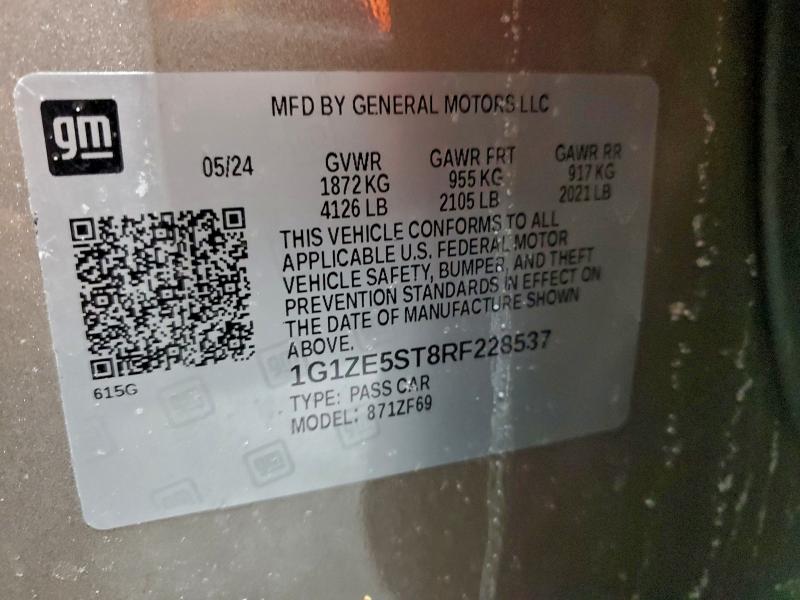 gm
MFD BY GENERAL MOTORS LLC
05/24
GVWR
1872 KG
4126 LB
GAWR FRT
955 KG
2105 LB
GAWR RR
917 KG
2021 LB
THIS VEHICLE CONFORMS TO ALL
APPLICABLE U.S. FEDERAL MOTOR
VEHICLE SAFETY, BUMPER, AND THEFT
PREVENTION STANDARDS IN EFFECT ON
THE DATE OF MANUFACTURE SHOWN
ABOVE.
1G1ZE5ST8RF228537
TYPE: PASS CAR
MODEL: 871ZF69
615G